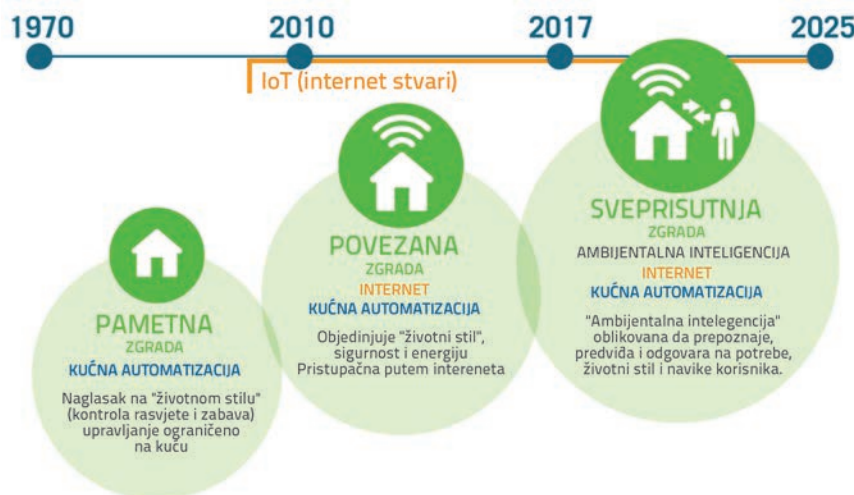 1970 2010 2017 2025
IoT (internet stvari)
PAMETNA
ZGRADA
KUĆNA AUTOMATIZACIJA
Naglasak na "životnom stilu"
(kontrola rasvjete i zabava)
upravljanje ograničeno
na kuću
POVEZANA
ZGRADA
INTERNET
KUĆNA AUTOMATIZACIJA
Objedinjuje "životni stil",
sigurnost i energiju
Pristupačna putem intereneta
SVEPRISUTNJA
ZGRADA
AMBIJENTALNA INTELIGENCIJA
INTERNET
KUĆNA AUTOMATIZACIJA
"Ambijentalna intelegencija"
oblikovana da prepoznaje,
predviđa i odgovara na potrebe,
životni stil i navike korisnika.